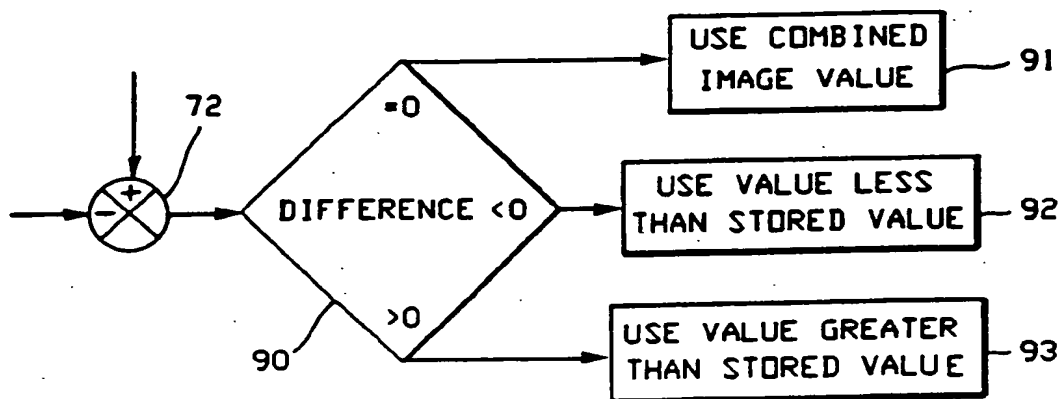 USE COMBINED
IMAGE VALUE
91
72
+
-
=0
DIFFERENCE <0
USE VALUE LESS
THAN STORED VALUE
92
>0
90
USE VALUE GREATER
THAN STORED VALUE
93